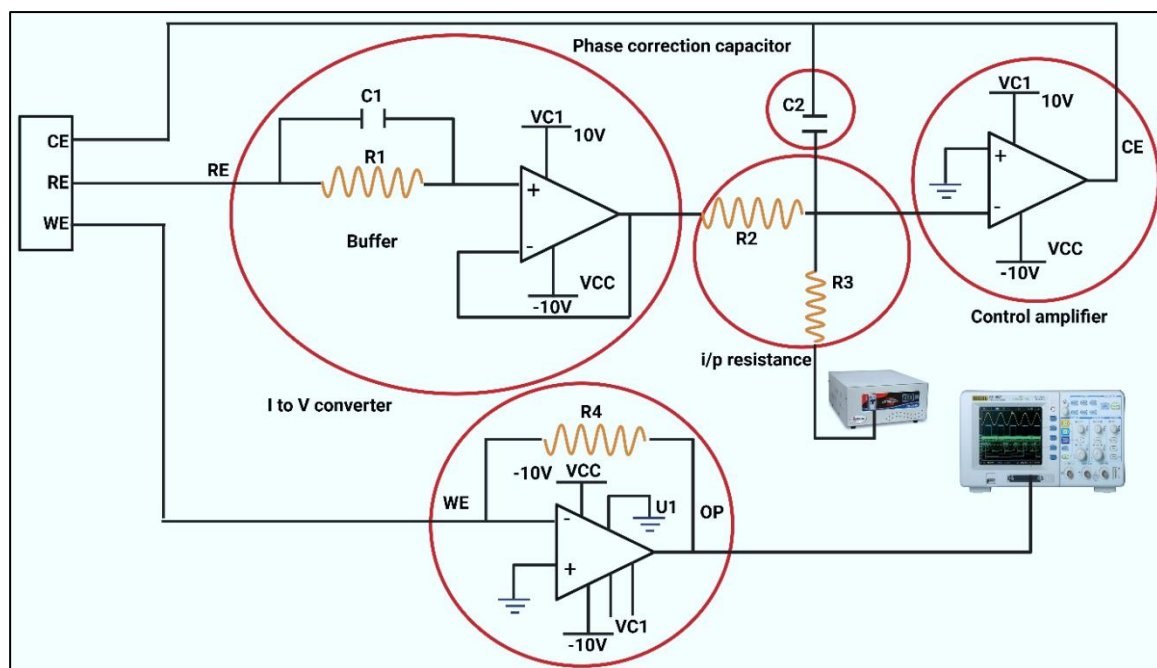 Phase correction capacitor
C1
C2
VC1
10V
VC1
10V
CE
RE
WE
RE
R1
CE
+
-
+
-
Buffer
R2
VCC
-10V
VCC
-10V
R3
Control amplifier
i/p resistance
I to V converter
R4
-10V
VCC
WE
U1
OP
-
+
VC1
-10V